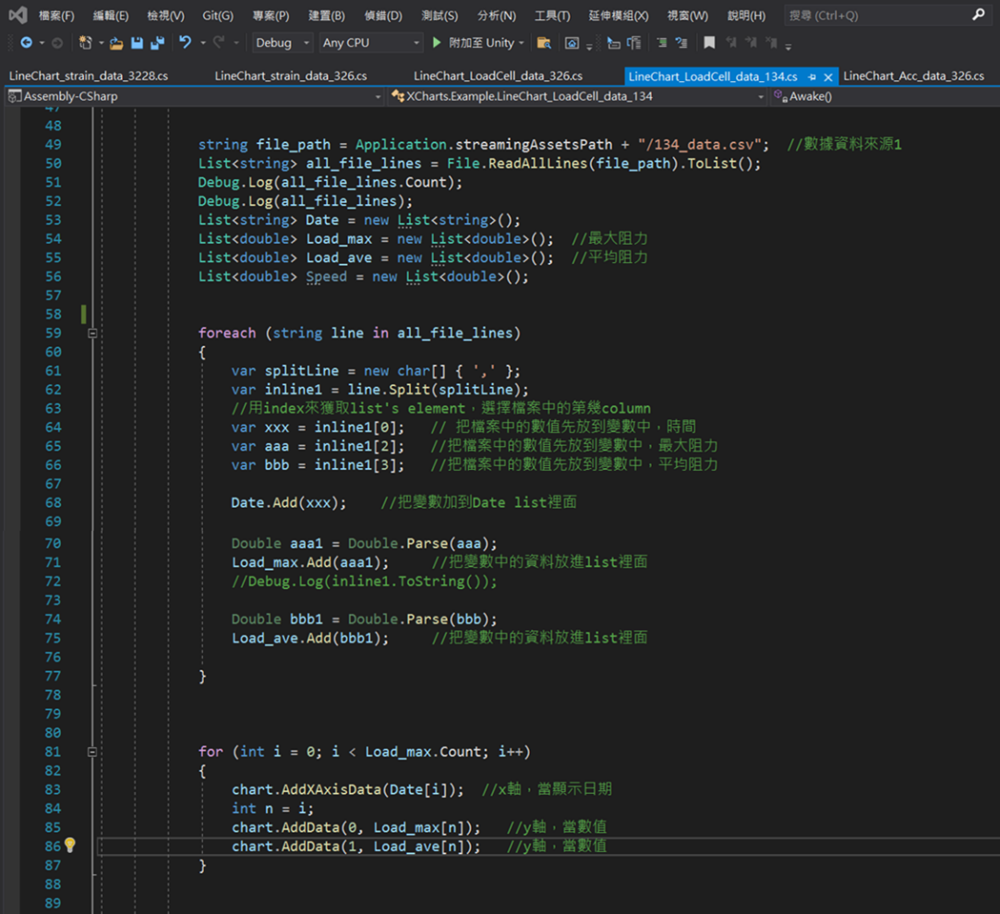 檔案(F) 編輯(E) 檢視(V) Git(G) 專案(P) 建置(B) 偵錯(D) 測試(S) 分析(N) 工具(T) 延伸模組(X) 視窗(W) 說明(H) 搜尋 (Ctrl+Q)
Debug Any CPU 附加至 Unity
LineChart_strain_data_3228.cs LineChart_strain_data_326.cs LineChart_LoadCell_data_326.cs LineChart_LoadCell_data_134.cs LineChart_Acc_data_326.cs
Assembly-CSharp XCharts.Example.LineChart_LoadCell_data_134 Awake()
47
48
49 string file_path = Application.streamingAssetsPath + "/134_data.csv"; //數據資料來源1
50 List<string> all_file_lines = File.ReadAllLines(file_path).ToList();
51 Debug.Log(all_file_lines.Count);
52 Debug.Log(all_file_lines);
53 List<string> Date = new List<string>();
54 List<double> Load_max = new List<double>(); //最大阻力
55 List<double> Load_ave = new List<double>(); //平均阻力
56 List<double> Speed = new List<double>();
57
58
59 foreach (string line in all_file_lines)
60 {
61 var splitLine = new char[] { ',' };
62 var inline1 = line.Split(splitLine);
63 //用index來獲取list's element，選擇檔案中的第幾column
64 var xxx = inline1[0]; // 把檔案中的數值先放到變數中，時間
65 var aaa = inline1[2]; //把檔案中的數值先放到變數中，最大阻力
66 var bbb = inline1[3]; //把檔案中的數值先放到變數中，平均阻力
67
68 Date.Add(xxx); //把變數加到Date list裡面
69
70 Double aaa1 = Double.Parse(aaa);
71 Load_max.Add(aaa1); //把變數中的資料放進list裡面
72 //Debug.Log(inline1.ToString());
73
74 Double bbb1 = Double.Parse(bbb);
75 Load_ave.Add(bbb1); //把變數中的資料放進list裡面
76
77 }
78
79
80
81 for (int i = 0; i < Load_max.Count; i++)
82 {
83 chart.AddXAxisData(Date[i]); //x軸，當顯示日期
84 int n = i;
85 chart.AddData(0, Load_max[n]); //y軸，當數值
86 chart.AddData(1, Load_ave[n]); //y軸，當數值
87 }
88
89